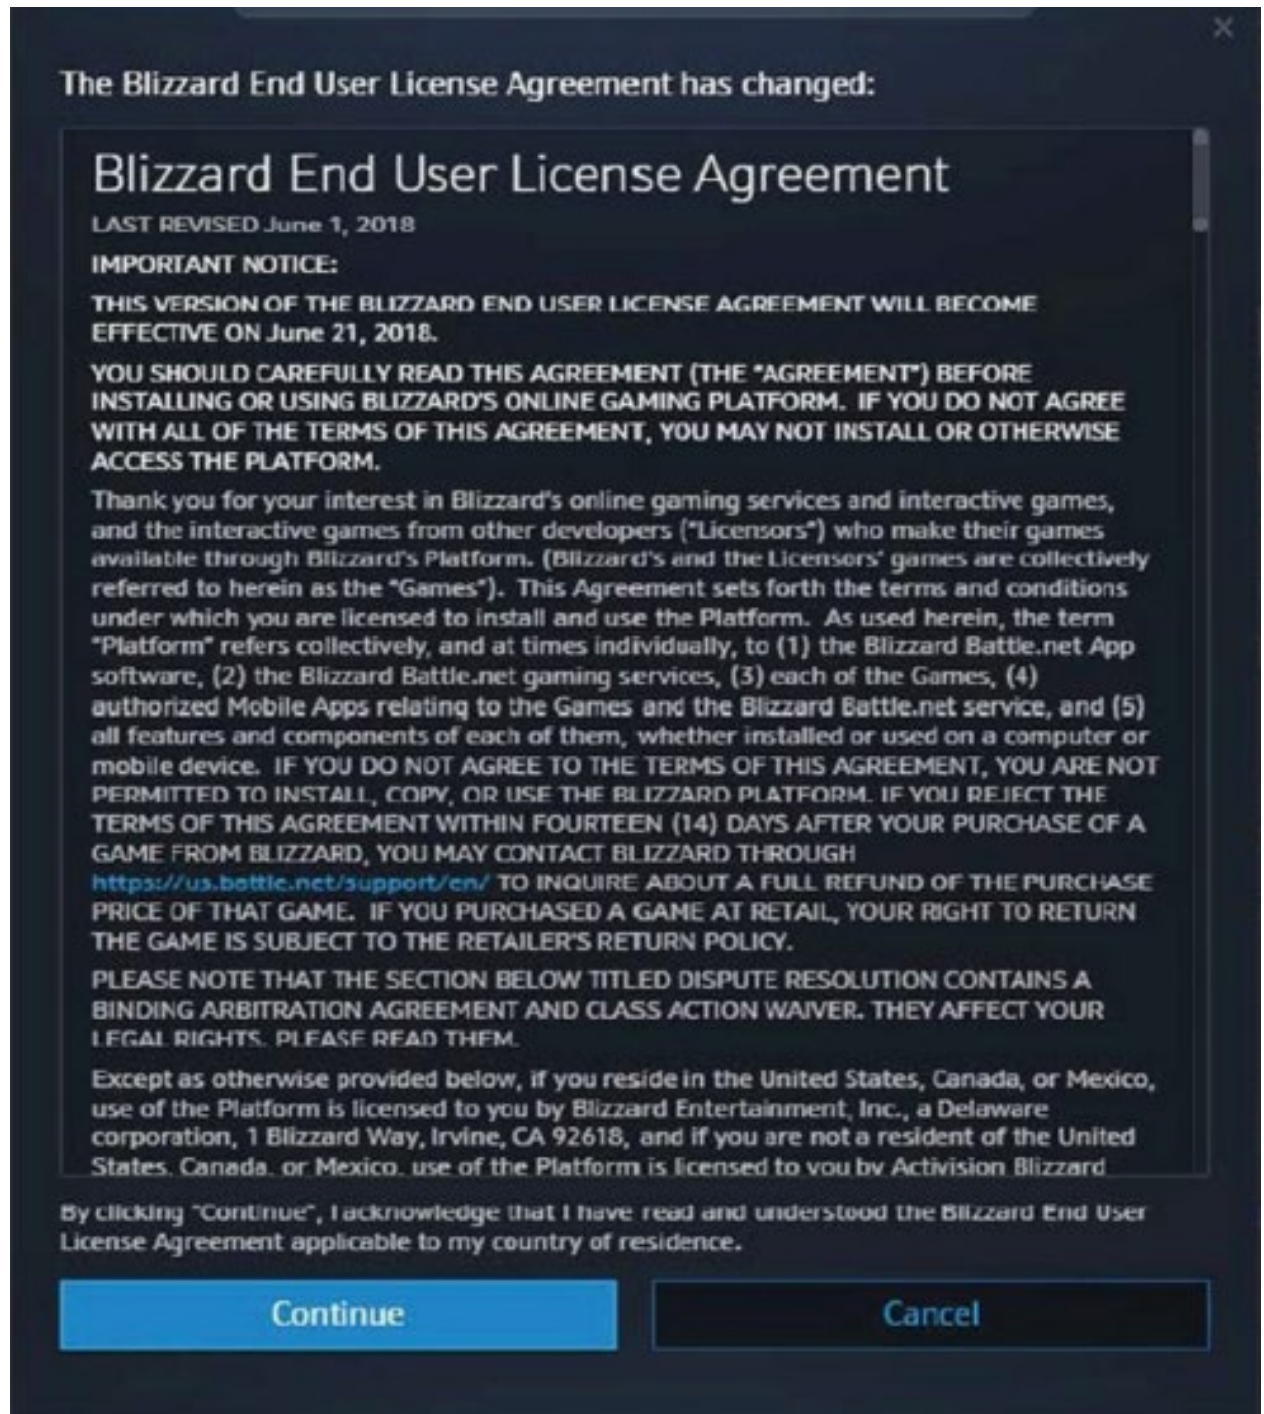 The Blizzard End User License Agreement has changed:
Blizzard End User License Agreement
LAST REVISED June 1, 2018
IMPORTANT NOTICE:
THIS VERSION OF THE BLIZZARD END USER LICENSE AGREEMENT WILL BECOME
EFFECTIVE ON June 21, 2018.
YOU SHOULD CAREFULLY READ THIS AGREEMENT (THE "AGREEMENT") BEFORE
INSTALLING OR USING BLIZZARD'S ONLINE GAMING PLATFORM.  IF YOU DO NOT AGREE
WITH ALL OF THE TERMS OF THIS AGREEMENT, YOU MAY NOT INSTALL OR OTHERWISE
ACCESS THE PLATFORM.
Thank you for your interest in Blizzard's online gaming services and interactive games,
and the interactive games from other developers ("Licensors") who make their games
available through Blizzard's Platform. (Blizzard's and the Licensors' games are collectively
referred to herein as the "Games").  This Agreement sets forth the terms and conditions
under which you are licensed to install and use the Platform.  As used herein, the term
"Platform" refers collectively, and at times individually, to (1) the Blizzard Battle.net App
software, (2) the Blizzard Battle.net gaming services, (3) each of the Games, (4)
authorized Mobile Apps relating to the Games and the Blizzard Battle.net service, and (5)
all features and components of each of them, whether installed or used on a computer or
mobile device.  IF YOU DO NOT AGREE TO THE TERMS OF THIS AGREEMENT, YOU ARE NOT
PERMITTED TO INSTALL, COPY, OR USE THE BLIZZARD PLATFORM. IF YOU REJECT THE
TERMS OF THIS AGREEMENT WITHIN FOURTEEN (14) DAYS AFTER YOUR PURCHASE OF A
GAME FROM BLIZZARD, YOU MAY CONTACT BLIZZARD THROUGH
https://us.battle.net/support/en/ TO INQUIRE ABOUT A FULL REFUND OF THE PURCHASE
PRICE OF THAT GAME.  IF YOU PURCHASED A GAME AT RETAIL, YOUR RIGHT TO RETURN
THE GAME IS SUBJECT TO THE RETAILER'S RETURN POLICY.
PLEASE NOTE THAT THE SECTION BELOW TITLED DISPUTE RESOLUTION CONTAINS A
BINDING ARBITRATION AGREEMENT AND CLASS ACTION WAIVER. THEY AFFECT YOUR
LEGAL RIGHTS. PLEASE READ THEM.
Except as otherwise provided below, if you reside in the United States, Canada, or Mexico,
use of the Platform is licensed to you by Blizzard Entertainment, Inc., a Delaware
corporation, 1 Blizzard Way, Irvine, CA 92618, and if you are not a resident of the United
States, Canada, or Mexico, use of the Platform is licensed to you by Activision Blizzard
By clicking "Continue", I acknowledge that I have read and understood the Blizzard End User
License Agreement applicable to my country of residence.
Continue
Cancel